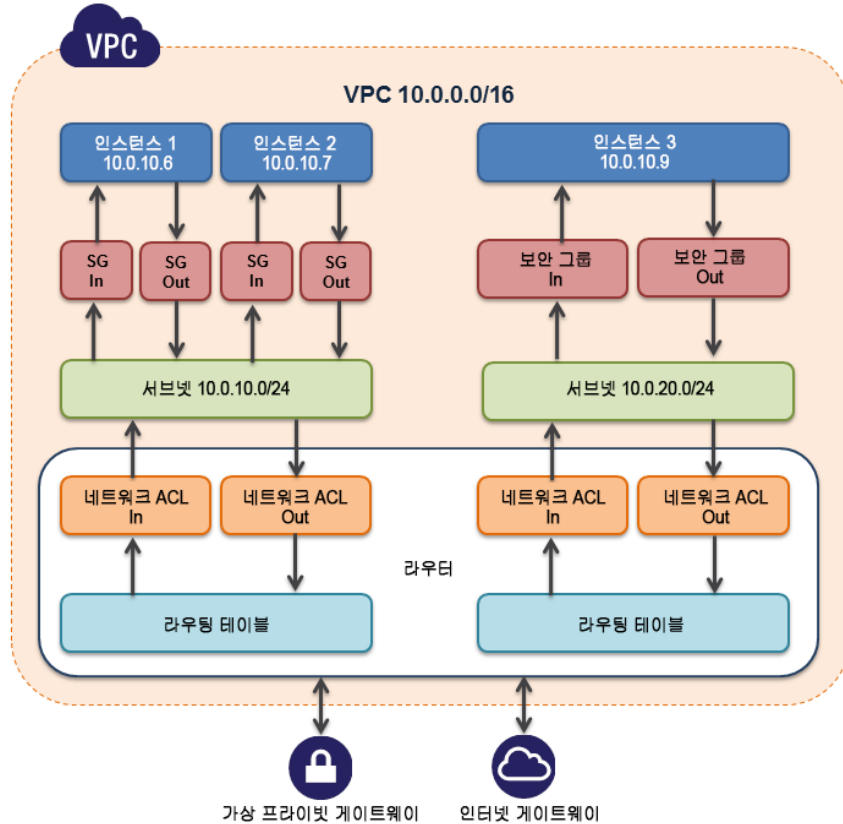 VPC
VPC 10.0.0.0/16
인스턴스 1
10.0.10.6
인스턴스 2
10.0.10.7
인스턴스 3
10.0.10.9
SG
In
SG
Out
SG
In
SG
Out
보안 그룹
In
보안 그룹
Out
서브넷 10.0.10.0/24
서브넷 10.0.20.0/24
네트워크 ACL
In
네트워크 ACL
Out
네트워크 ACL
In
네트워크 ACL
Out
라우터
라우팅 테이블
라우팅 테이블
가상 프라이빗 게이트웨이
인터넷 게이트웨이